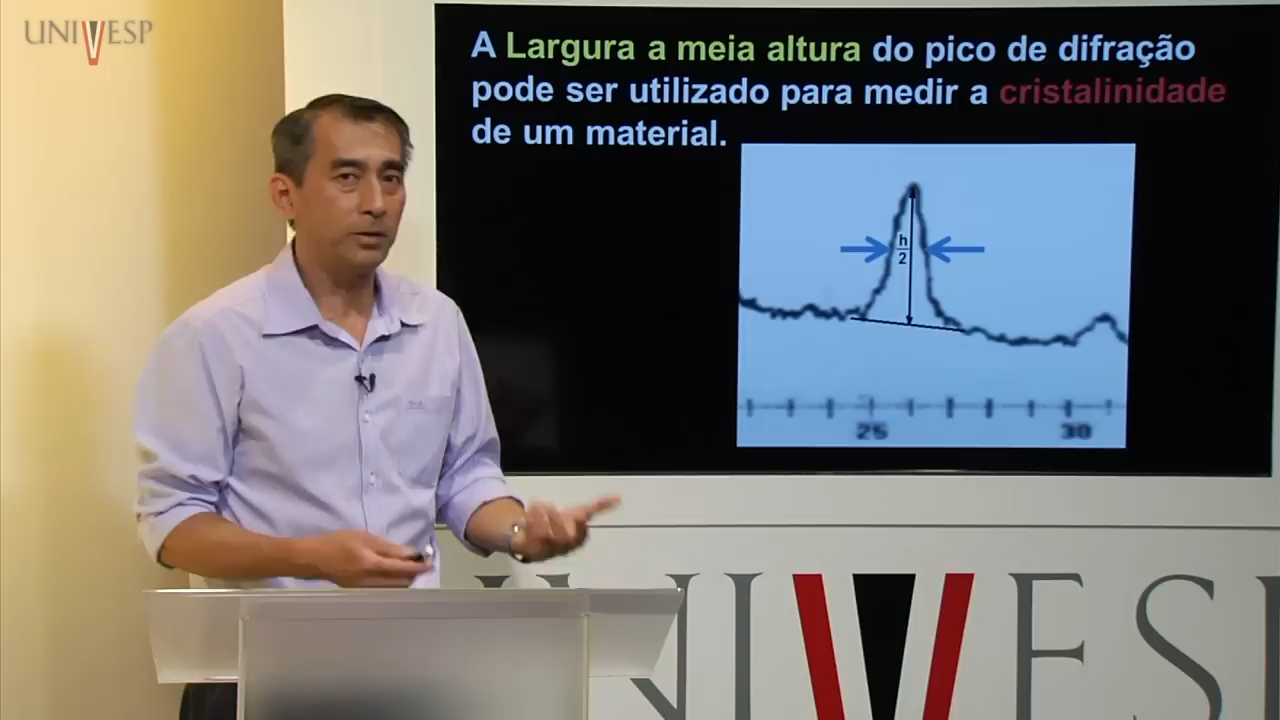 UNIVESP
A Largura a meia altura do pico de difração
pode ser utilizado para medir a cristalinidade
de um material.
h
2
25 30
UNIVESP